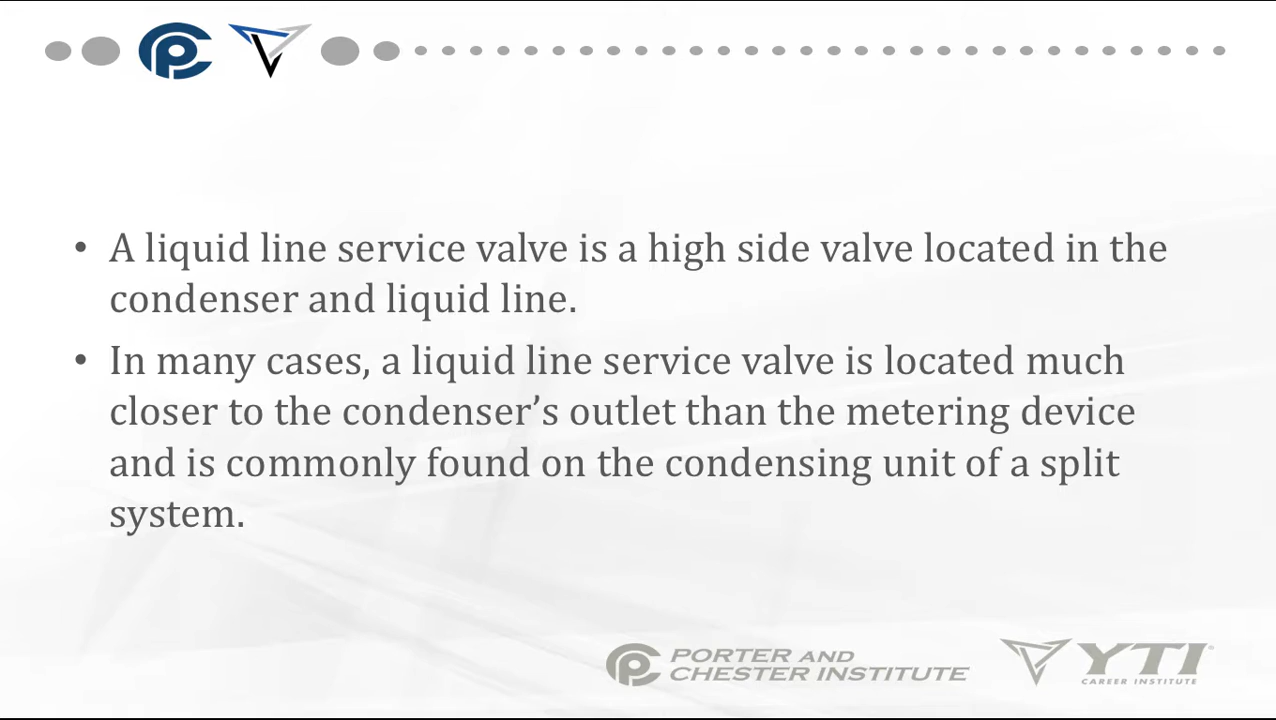 • A liquid line service valve is a high side valve located in the
condenser and liquid line.
• In many cases, a liquid line service valve is located much
closer to the condenser’s outlet than the metering device
and is commonly found on the condensing unit of a split
system.
PORTER AND
CHESTER INSTITUTE
YTI
CAREER INSTITUTE